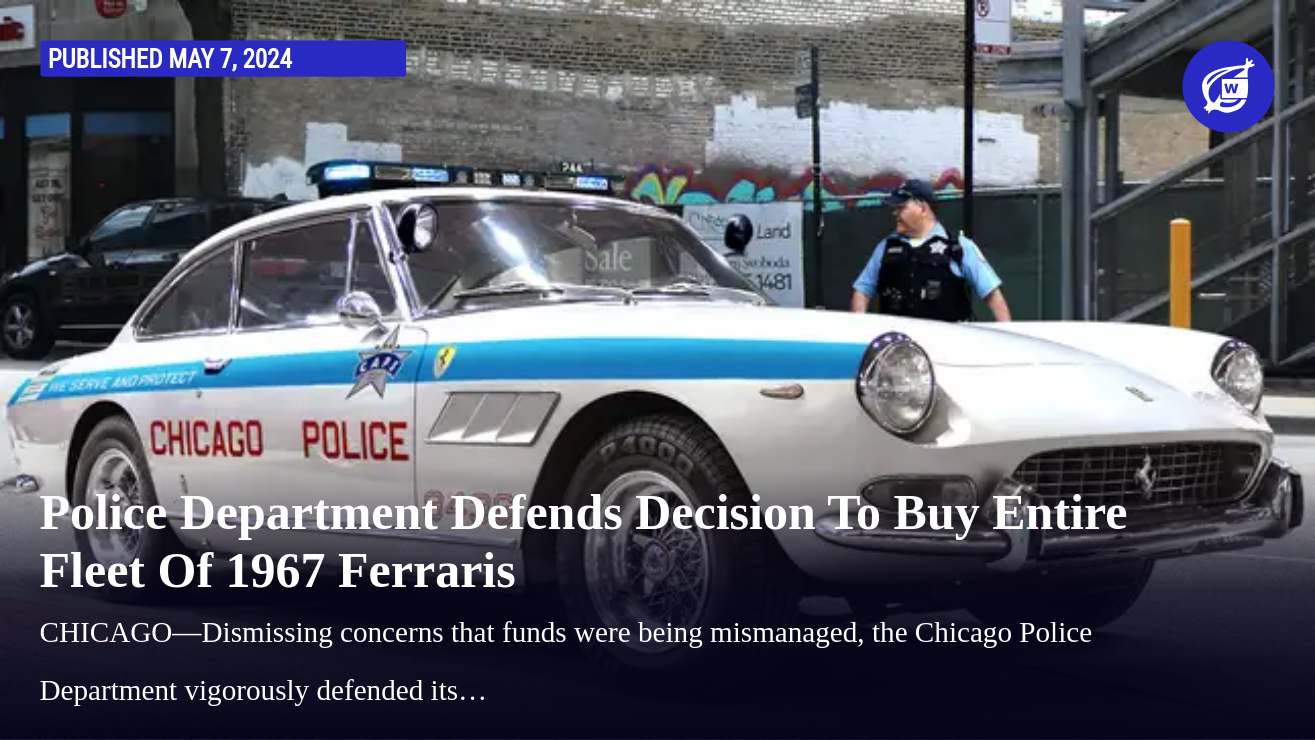 PUBLISHED MAY 7, 2024
W
244
Land
Sale
1481
WE SERVE AND PROTECT
CAPS
CHICAGO POLICE
P4000
Police Department Defends Decision To Buy Entire
Fleet Of 1967 Ferraris
CHICAGO—Dismissing concerns that funds were being mismanaged, the Chicago Police
Department vigorously defended its…